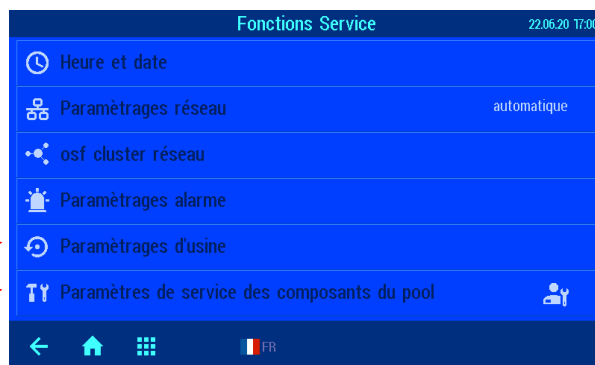 Fonctions Service
22.06.20 17:00
Heure et date
Paramètrages réseau
automatique
osf cluster réseau
Paramètrages alarme
Paramètrages d'usine
Paramètres de service des composants du pool
FR